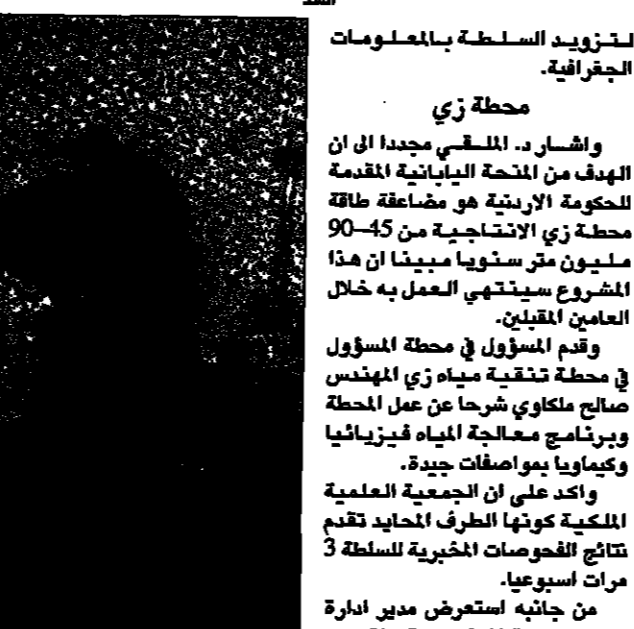 لتزويد السلطة بالمعلومات
الجغرافية.
محطة زي
واشار د. الملقي مجددا الى ان
الهدف من المنحة اليابانية المقدمة
للحكومة الاردنية هو مضاعفة طاقة
محطة زي الانتاجية من 45–90
مليون متر سنويا مبينا ان هذا
المشروع سينتهي العمل به خلال
العامين المقبلين.
وقدم المسؤول في محطة المسؤول
في محطة تنقية مياه زي المهندس
صالح ملكاوي شرحا عن عمل المحطة
وبرنامج معالجة المياه فيزيائيا
وكيماويا بمواصفات جيدة.
واكد على ان الجمعية العلمية
الملكية كونها الطرف المحايد تقدم
نتائج الفحوصات المخبرية للسلطة 3
مرات اسبوعيا.
من جانبه استعرض مدير ادارة